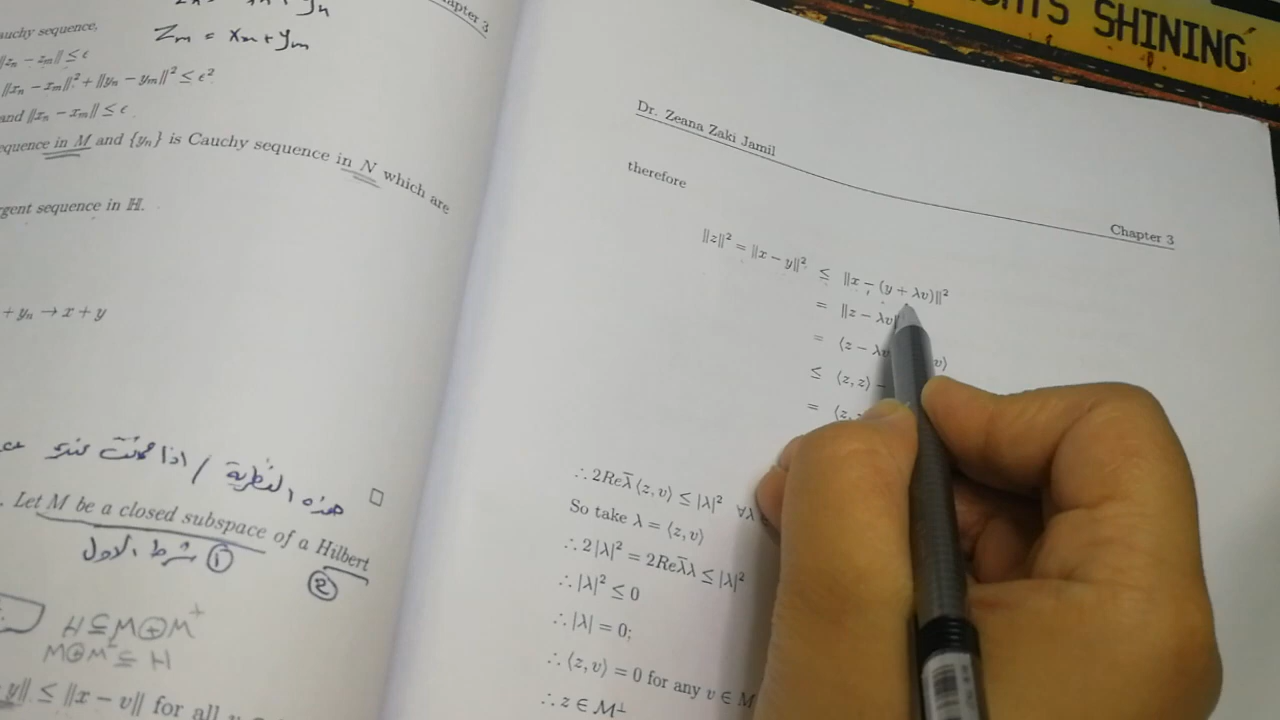 Zm = xm + ym
Chapter 3
auchy sequence,
‖zn − zm‖ ≤ ϵ
‖xn − xm‖² + ‖yn − ym‖² ≤ ϵ²
and ‖xn − xm‖ ≤ ϵ
equence in M and {yn} is Cauchy sequence in N which are
rgent sequence in ℍ.
+ yn → x + y
هذه النظرية / اذا
□
. Let M be a closed subspace of a Hilbert
① شرط الاول
②
H ⊆ M ⊕ M⊥
M ⊕ M⊥ ⊆ H
y‖ ≤ ‖x − v‖ for all
GHTS SHINING
Dr. Zeana Zaki Jamil
Chapter 3
therefore
‖z‖² = ‖x − y‖² ≤ ‖x − (y + λv)‖²
= ‖z − λv‖
= ⟨z − λv v⟩
≤ ⟨z, z⟩ −
= ⟨z,
∴ 2Reλ̅ ⟨z, v⟩ ≤ |λ|² ∀λ
So take λ = ⟨z, v⟩
∴ 2|λ|² = 2Reλ̅λ ≤ |λ|²
∴ |λ|² ≤ 0
∴ |λ| = 0;
∴ ⟨z, v⟩ = 0 for any v ∈ M
∴ z ∈ M⊥